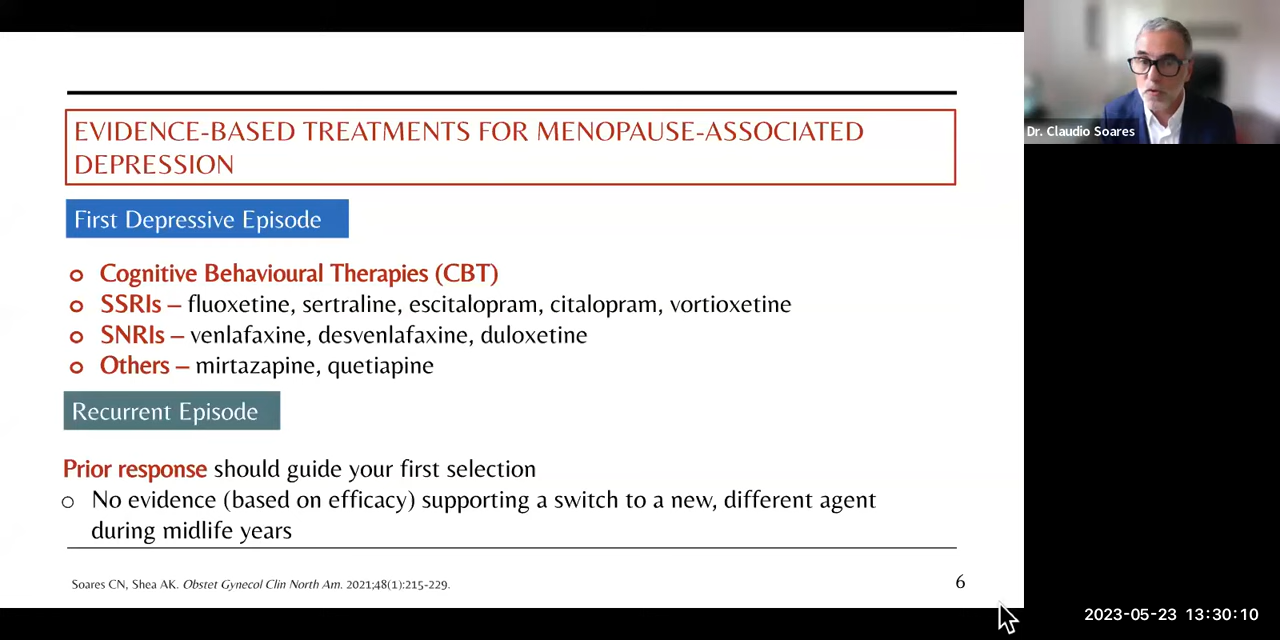 EVIDENCE-BASED TREATMENTS FOR MENOPAUSE-ASSOCIATED
DEPRESSION
First Depressive Episode
o Cognitive Behavioural Therapies (CBT)
o SSRIs – fluoxetine, sertraline, escitalopram, citalopram, vortioxetine
o SNRIs – venlafaxine, desvenlafaxine, duloxetine
o Others – mirtazapine, quetiapine
Recurrent Episode
Prior response should guide your first selection
o No evidence (based on efficacy) supporting a switch to a new, different agent
during midlife years
Soares CN, Shea AK. Obstet Gynecol Clin North Am. 2021;48(1):215-229.
6
Dr. Claudio Soares
2023-05-23 13:30:10